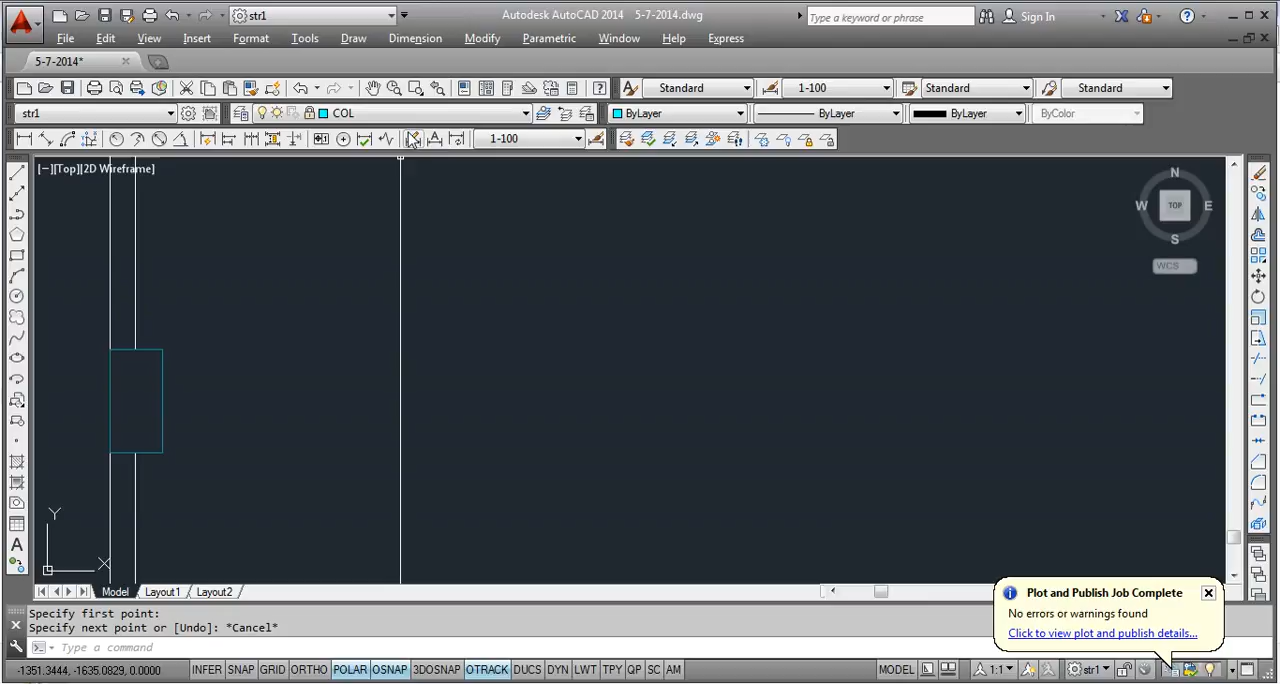 str1
Autodesk AutoCAD 2014 5-7-2014.dwg
Type a keyword or phrase
Sign In
File Edit View Insert Format Tools Draw Dimension Modify Parametric Window Help Express
5-7-2014*
Standard 1-100 Standard Standard
str1 COL ByLayer ByLayer ByLayer ByColor
1-100
[−][Top][2D Wireframe]
N
W TOP E
S
WCS
Y
X
Model Layout1 Layout2
Plot and Publish Job Complete
No errors or warnings found
Click to view plot and publish details...
Specify first point:
Specify next point or [Undo]: *Cancel*
Type a command
-1351.3444, -1635.0829, 0.0000 INFER SNAP GRID ORTHO POLAR OSNAP 3DOSNAP OTRACK DUCS DYN LWT TPY QP SC AM MODEL 1:1 str1